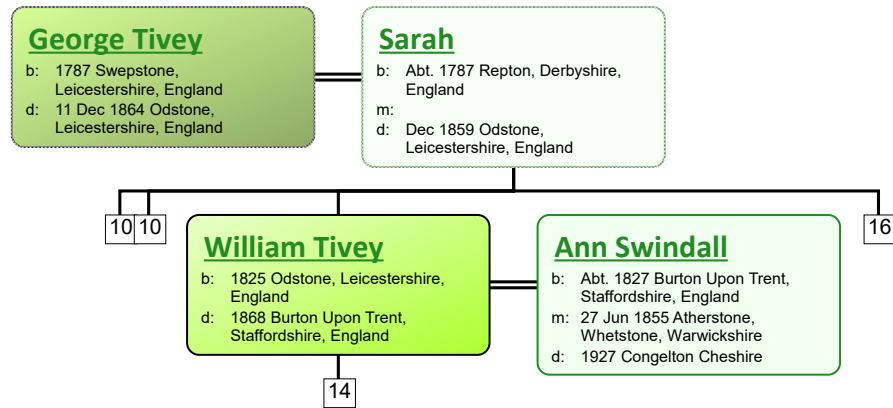 George Tivey
b: 1787 Swepstone,
Leicestershire, England
d: 11 Dec 1864 Odstone,
Leicestershire, England
Sarah
b: Abt. 1787 Repton, Derbyshire,
England
m:
d: Dec 1859 Odstone,
Leicestershire, England
10
10
16
William Tivey
b: 1825 Odstone, Leicestershire,
England
d: 1868 Burton Upon Trent,
Staffordshire, England
Ann Swindall
b: Abt. 1827 Burton Upon Trent,
Staffordshire, England
m: 27 Jun 1855 Atherstone,
Whetstone, Warwickshire
d: 1927 Congelton Cheshire
14